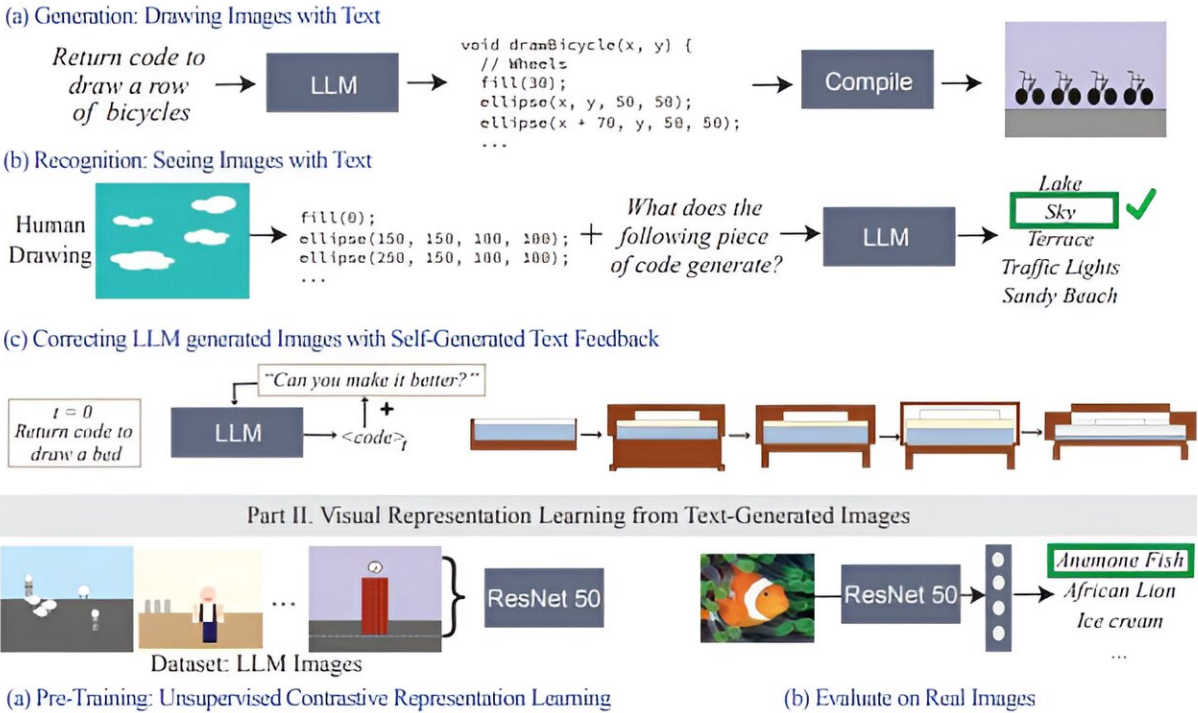 (a) Generation: Drawing Images with Text
Return code to
draw a row
of bicycles
LLM
void drawBicycle(x, y) {
// Wheels
fill(30);
ellipse(x, y, 50, 50);
ellipse(x + 70, y, 50, 50);
...
Compile
(b) Recognition: Seeing Images with Text
Human
Drawing
fill(0);
ellipse(150, 150, 100, 100);
ellipse(250, 150, 100, 100);
...
+
What does the
following piece
of code generate?
LLM
Lake
Sky
Terrace
Traffic Lights
Sandy Beach
(c) Correcting LLM generated Images with Self-Generated Text Feedback
t = 0
Return code to
draw a bed
LLM
"Can you make it better?"
+
<code>t
Part II. Visual Representation Learning from Text-Generated Images
...
ResNet 50
Dataset: LLM Images
(a) Pre-Training: Unsupervised Contrastive Representation Learning
ResNet 50
Anemone Fish
African Lion
Ice cream
...
(b) Evaluate on Real Images